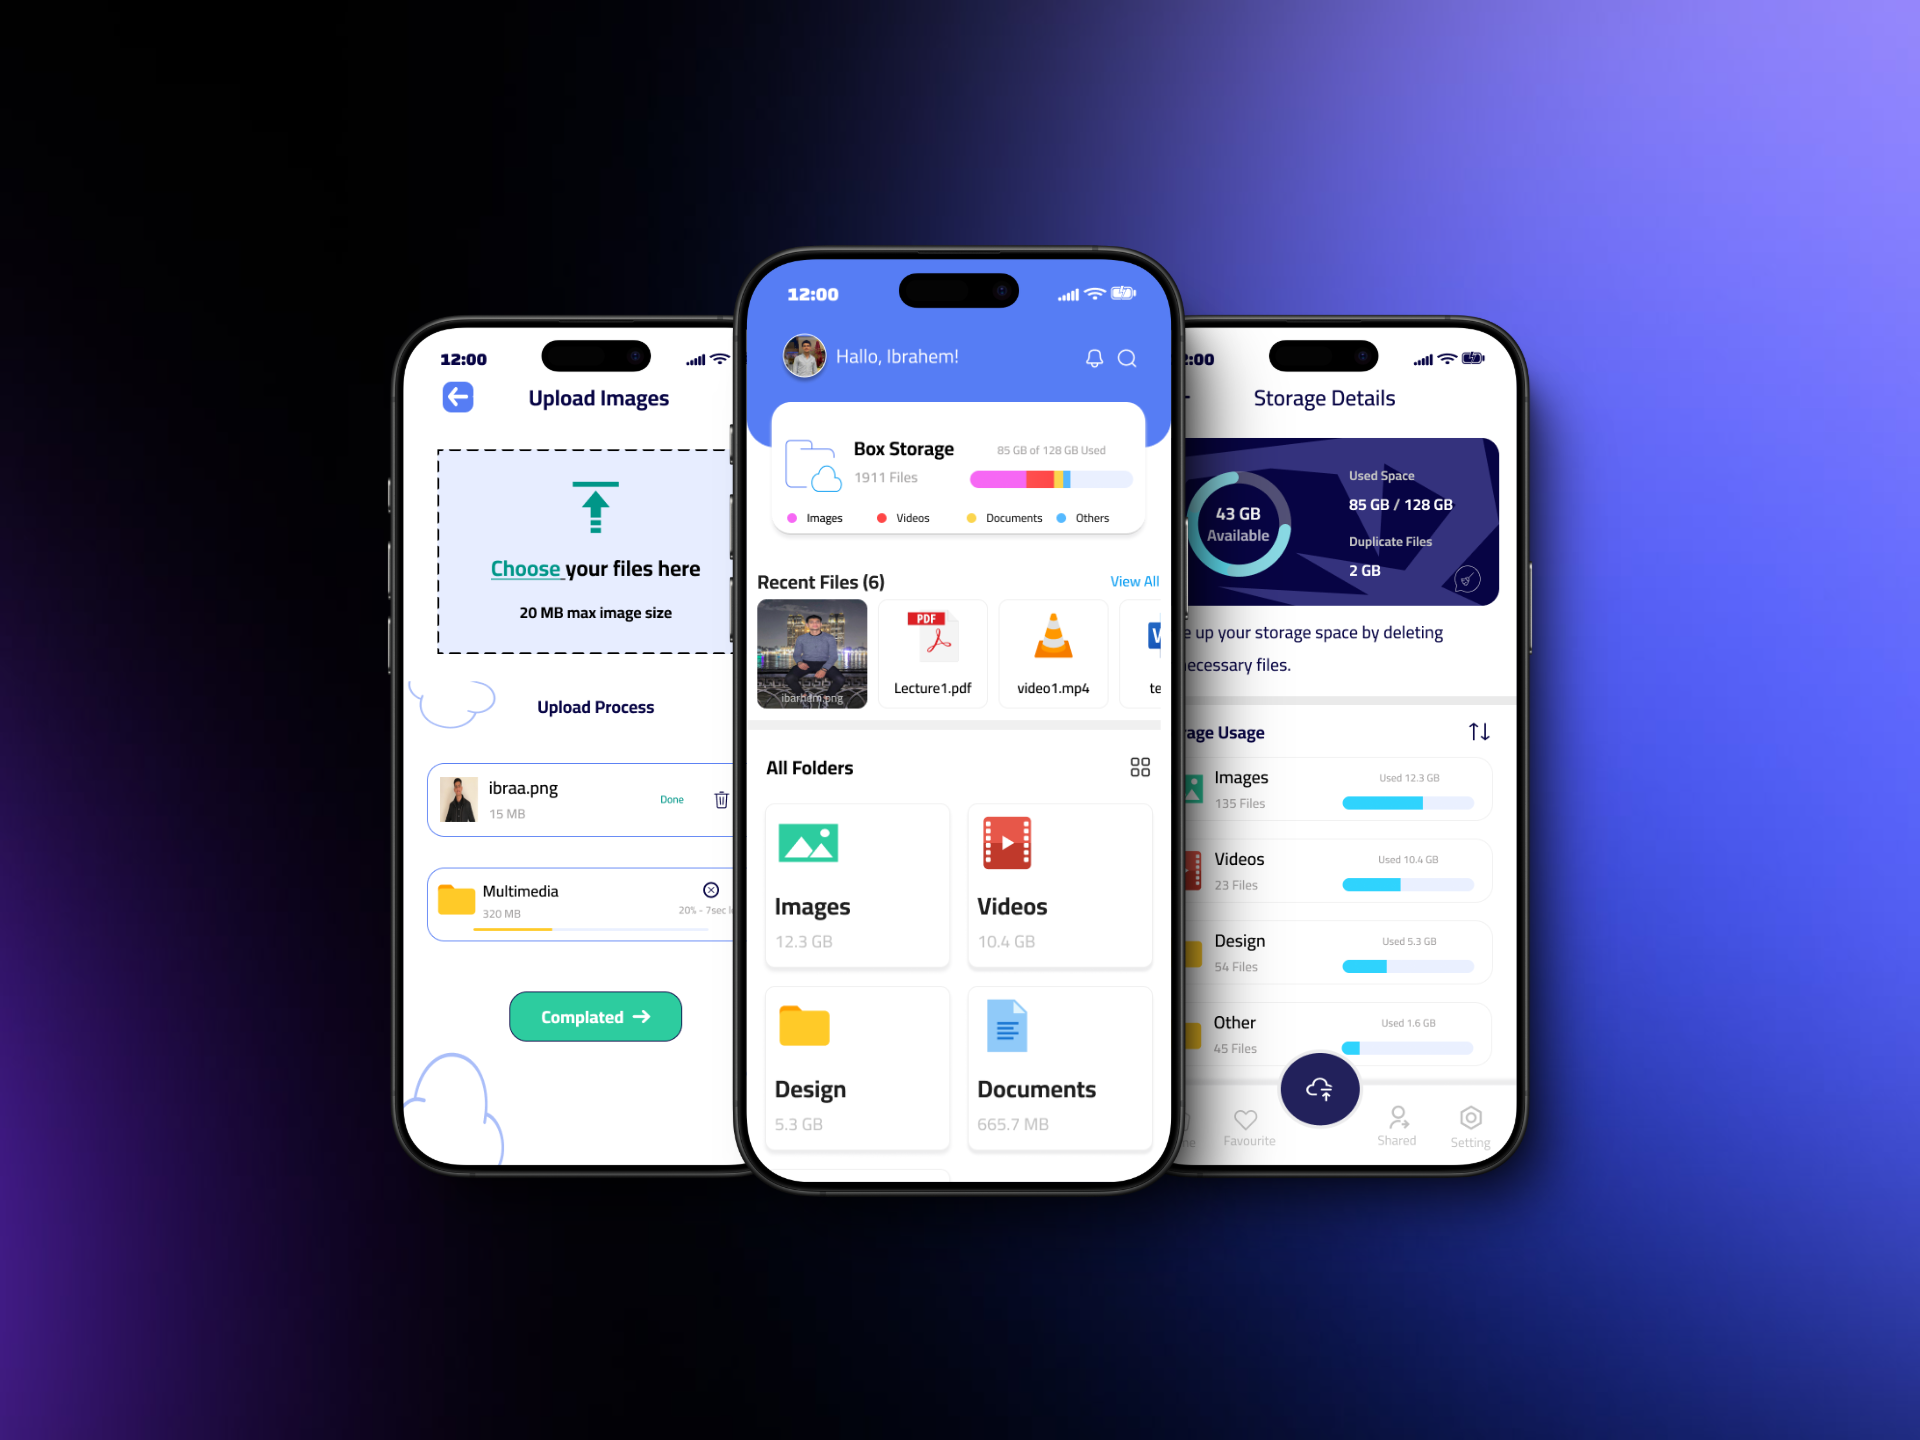 12:00
Upload Images
Choose your files here
20 MB max image size
Upload Process
ibraa.png
15 MB
Done
Multimedia
320 MB
20% - 7sec
Complated
12:00
Hallo, Ibrahem!
Box Storage
1911 Files
85 GB of 128 GB Used
Images
Videos
Documents
Others
Recent Files (6)
View All
ibarhem.png
PDF
Lecture1.pdf
video1.mp4
W
te
All Folders
Images
12.3 GB
Videos
10.4 GB
Design
5.3 GB
Documents
665.7 MB
:00
Storage Details
43 GB
Available
Used Space
85 GB / 128 GB
Duplicate Files
2 GB
e up your storage space by deleting
ecessary files.
age Usage
Images
135 Files
Used 12.3 GB
Videos
23 Files
Used 10.4 GB
Design
54 Files
Used 5.3 GB
Other
45 Files
Used 1.6 GB
Favourite
Shared
Setting